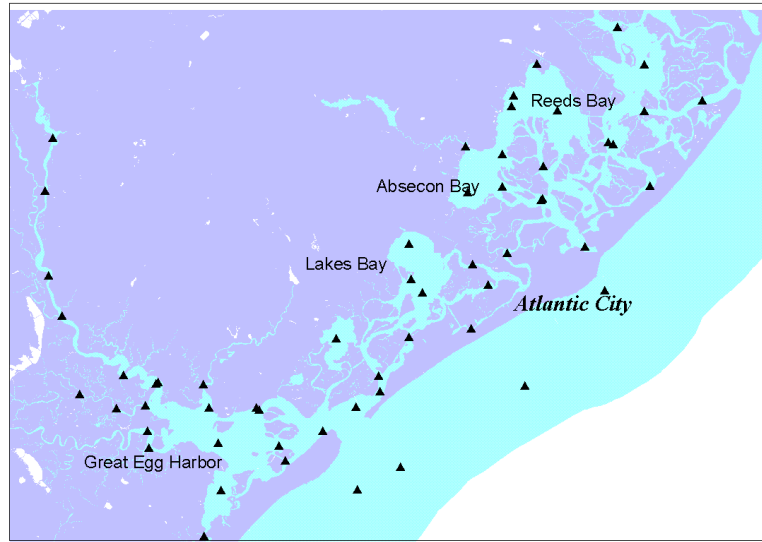 Reeds Bay
Absecon Bay
Lakes Bay
Atlantic City
Great Egg Harbor